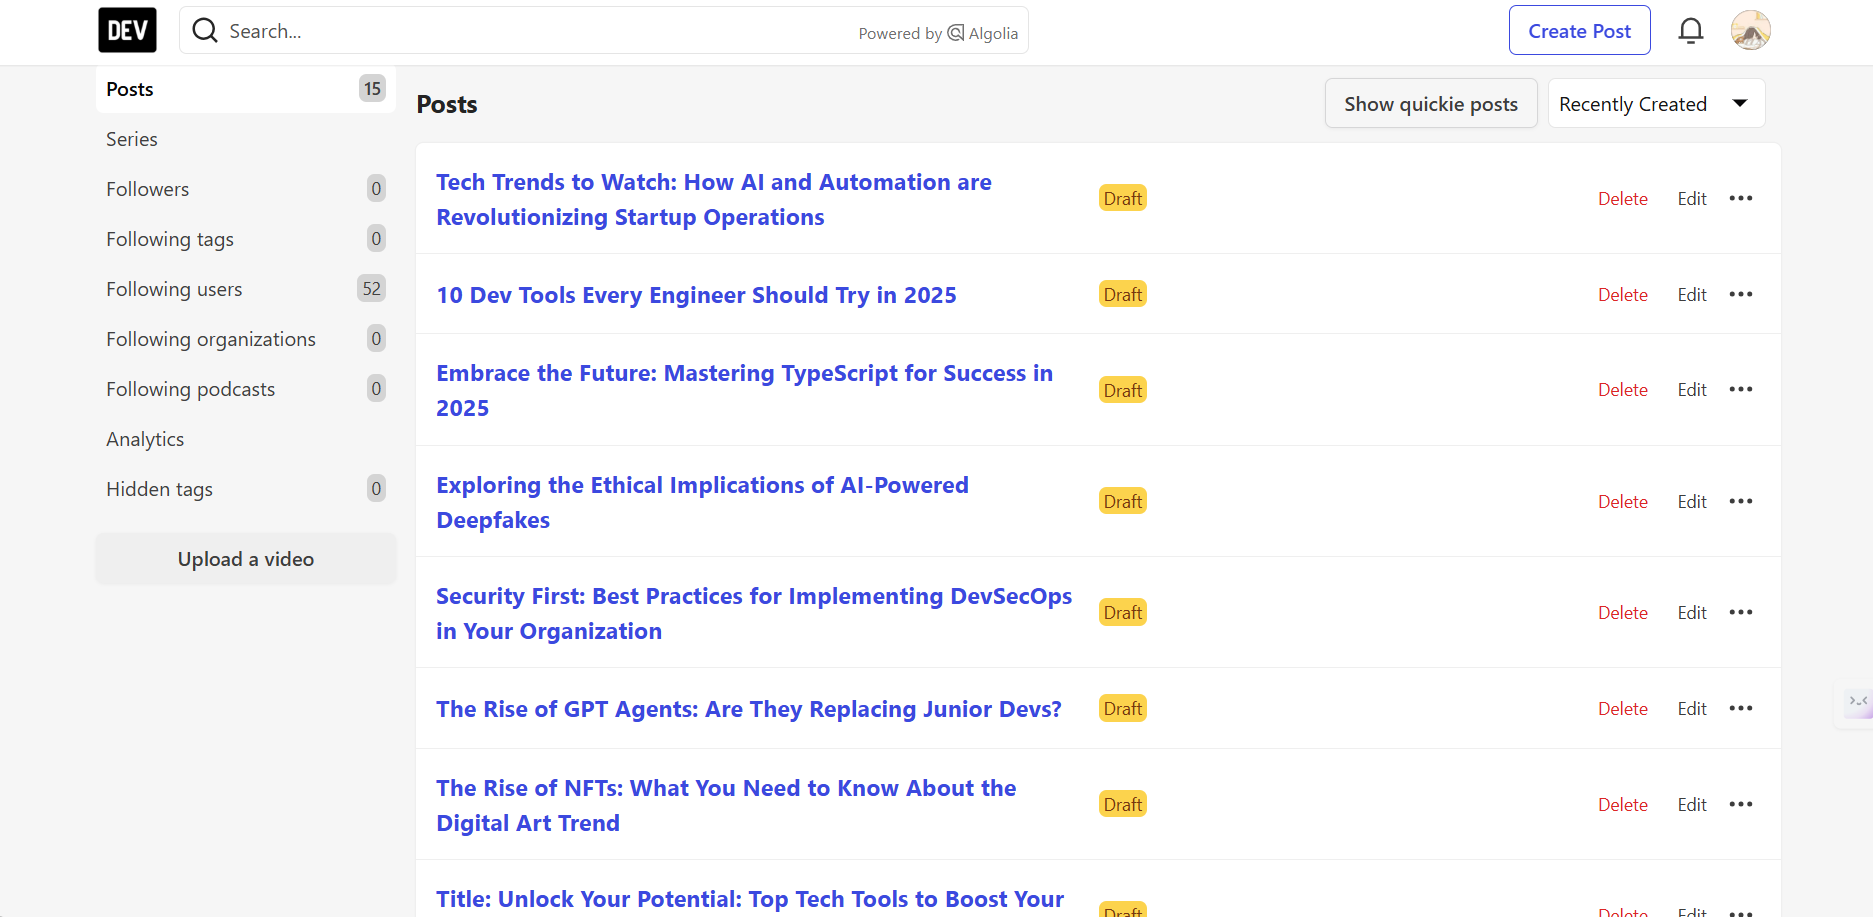 DEV
Search...
Powered by Algolia
Create Post
Posts 15
Series
Followers 0
Following tags 0
Following users 52
Following organizations 0
Following podcasts 0
Analytics
Hidden tags 0
Upload a video
Posts
Show quickie posts
Recently Created
Tech Trends to Watch: How AI and Automation are
Revolutionizing Startup Operations
Draft
Delete Edit
10 Dev Tools Every Engineer Should Try in 2025
Draft
Delete Edit
Embrace the Future: Mastering TypeScript for Success in
2025
Draft
Delete Edit
Exploring the Ethical Implications of AI-Powered
Deepfakes
Draft
Delete Edit
Security First: Best Practices for Implementing DevSecOps
in Your Organization
Draft
Delete Edit
The Rise of GPT Agents: Are They Replacing Junior Devs?
Draft
Delete Edit
The Rise of NFTs: What You Need to Know About the
Digital Art Trend
Draft
Delete Edit
Title: Unlock Your Potential: Top Tech Tools to Boost Your
Draft
Delete Edit